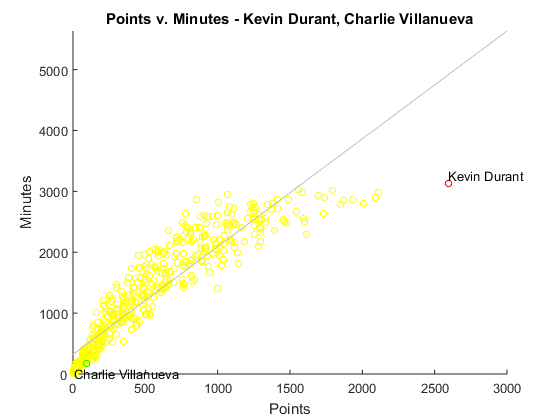 Points v. Minutes - Kevin Durant, Charlie Villanueva
5000
4000
3000
2000
1000
0
Minutes
Kevin Durant
Charlie Villanueva
0 500 1000 1500 2000 2500 3000
Points